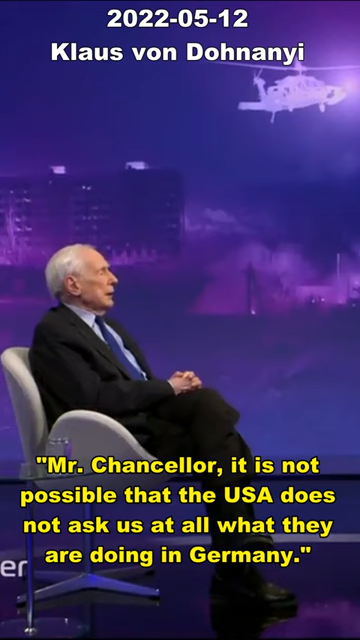 2022-05-12
Klaus von Dohnanyi
"Mr. Chancellor, it is not
possible that the USA does
not ask us at all what they
are doing in Germany."
er